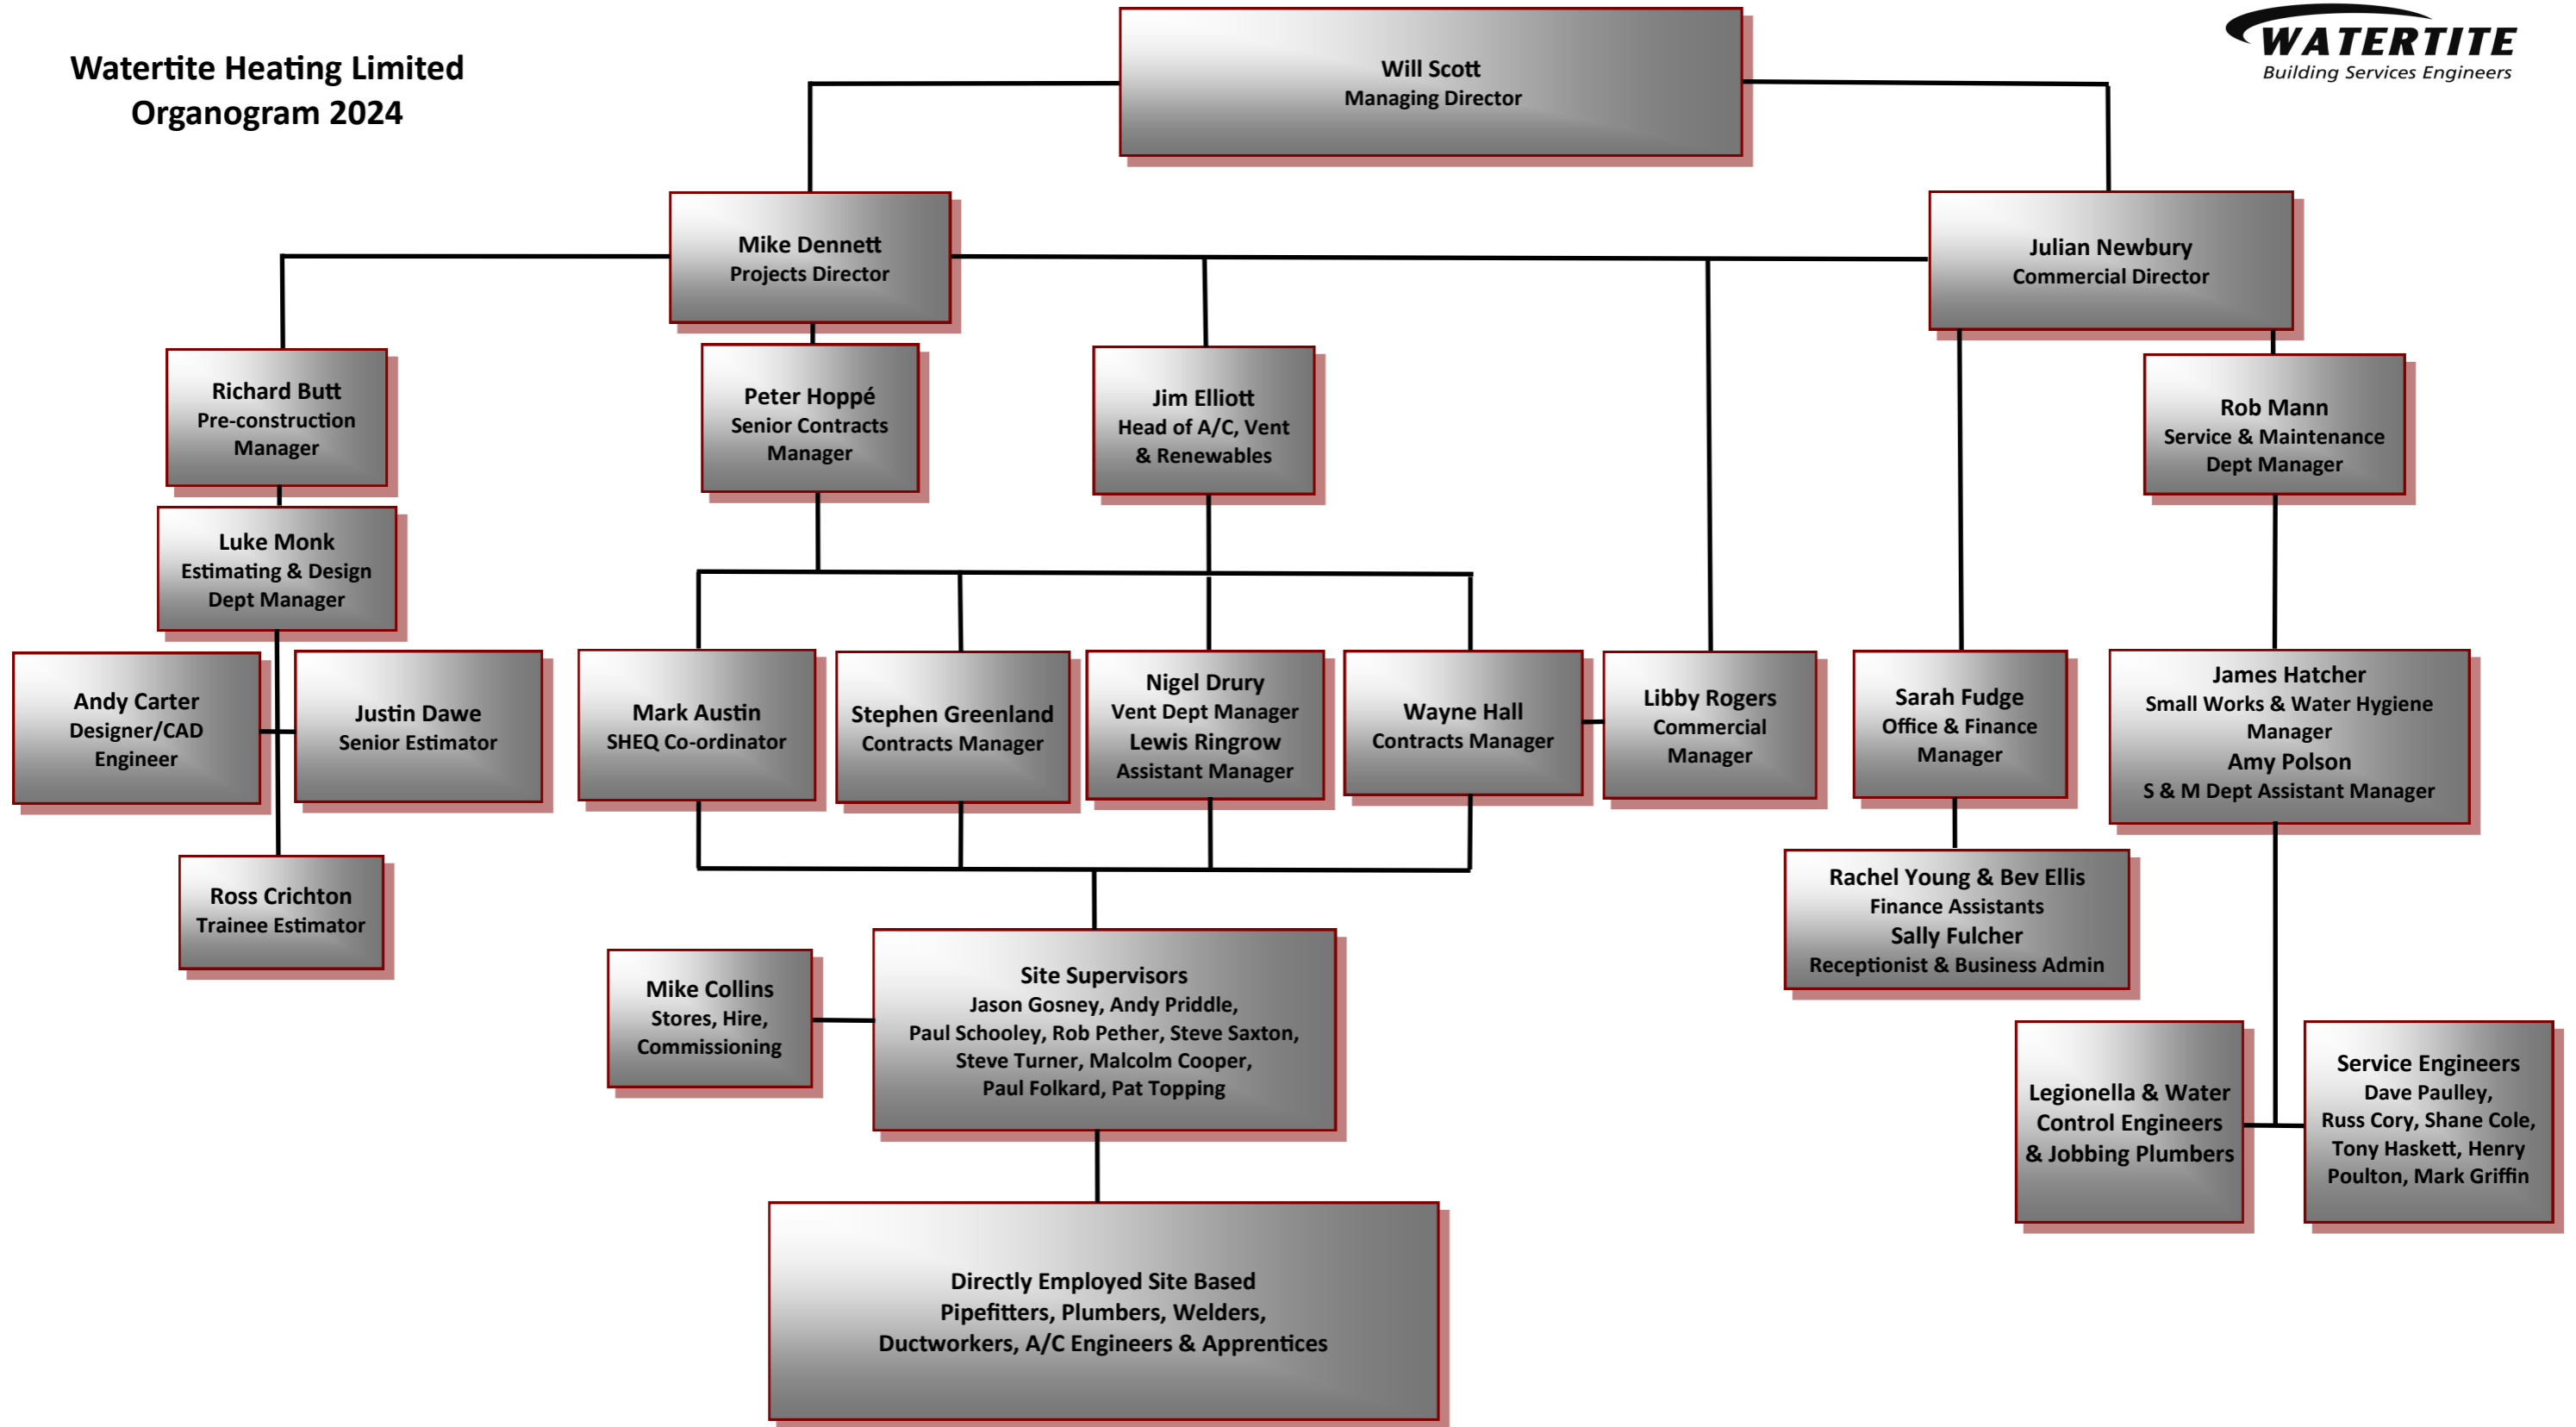 Watertite Heating Limited
Organogram 2024
WATERTITE
Building Services Engineers
Will Scott
Managing Director
Mike Dennett
Projects Director
Julian Newbury
Commercial Director
Richard Butt
Pre-construction
Manager
Peter Hoppé
Senior Contracts
Manager
Jim Elliott
Head of A/C, Vent
& Renewables
Rob Mann
Service & Maintenance
Dept Manager
Luke Monk
Estimating & Design
Dept Manager
Andy Carter
Designer/CAD
Engineer
Justin Dawe
Senior Estimator
Mark Austin
SHEQ Co-ordinator
Stephen Greenland
Contracts Manager
Nigel Drury
Vent Dept Manager
Lewis Ringrow
Assistant Manager
Wayne Hall
Contracts Manager
Libby Rogers
Commercial
Manager
Sarah Fudge
Office & Finance
Manager
James Hatcher
Small Works & Water Hygiene
Manager
Amy Polson
S & M Dept Assistant Manager
Ross Crichton
Trainee Estimator
Rachel Young & Bev Ellis
Finance Assistants
Sally Fulcher
Receptionist & Business Admin
Mike Collins
Stores, Hire,
Commissioning
Site Supervisors
Jason Gosney, Andy Priddle,
Paul Schooley, Rob Pether, Steve Saxton,
Steve Turner, Malcolm Cooper,
Paul Folkard, Pat Topping
Legionella & Water
Control Engineers
& Jobbing Plumbers
Service Engineers
Dave Paulley,
Russ Cory, Shane Cole,
Tony Haskett, Henry
Poulton, Mark Griffin
Directly Employed Site Based
Pipefitters, Plumbers, Welders,
Ductworkers, A/C Engineers & Apprentices